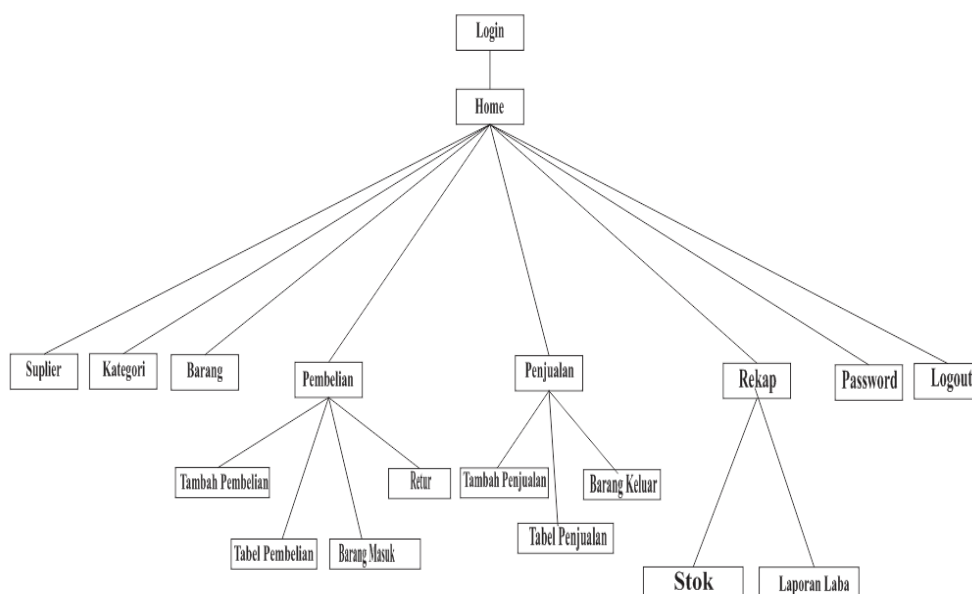 Login
Home
Suplier
Kategori
Barang
Pembelian
Penjualan
Rekap
Password
Logout
Tambah Pembelian
Retur
Tambah Penjualan
Barang Keluar
Tabel Pembelian
Barang Masuk
Tabel Penjualan
Stok
Laporan Laba